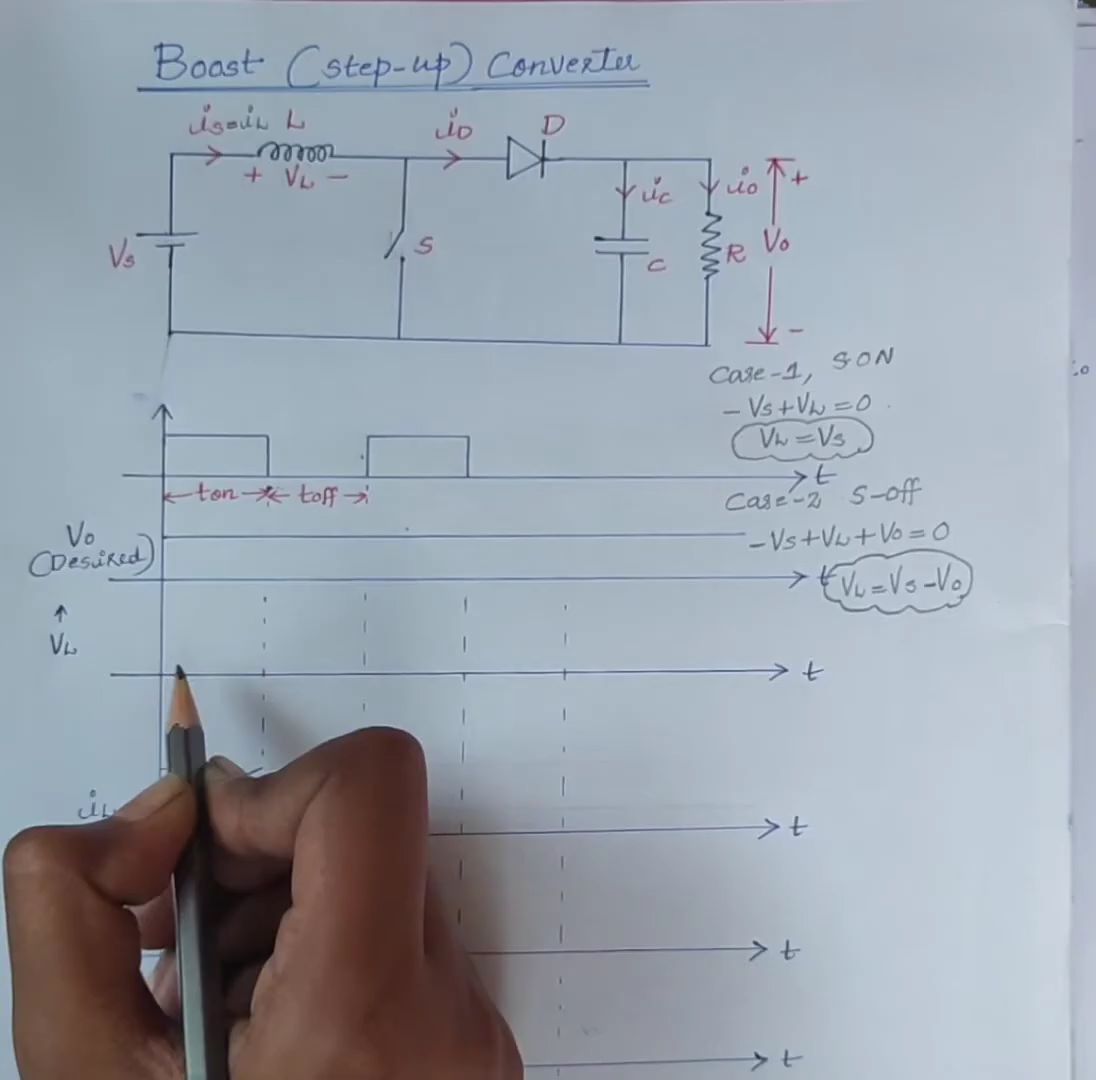 Boost (step-up) Converter
is=iL L
iD
D
+ VL -
ic
io
+
Vs
S
C
R
Vo
-
Case-1, S ON
- Vs + VL = 0
VL = Vs
t
ton
toff
Case-2 S-off
Vo
(Desired)
- Vs + VL + Vo = 0
t
VL = Vs - Vo
VL
t
iL
t
t
t